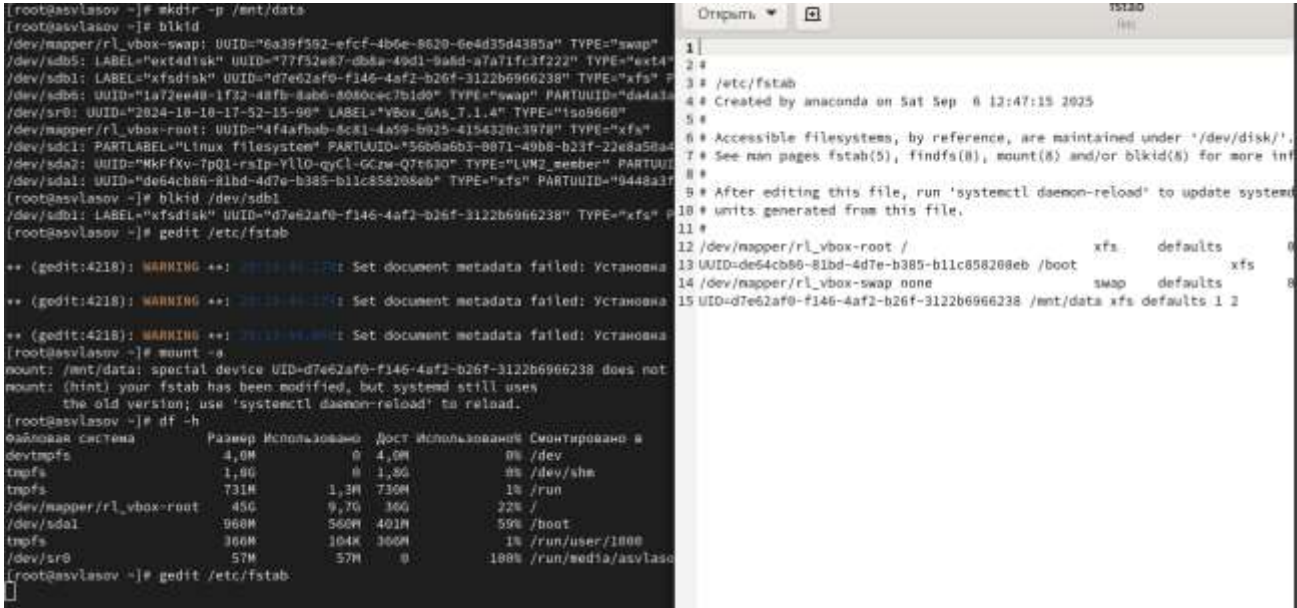 [root@asvlasov ~]# mkdir -p /mnt/data
[root@asvlasov ~]# blkid
/dev/mapper/rl_vbox-swap: UUID="6a39f592-efcf-4b6e-8620-6e4d35d4385a" TYPE="swap"
/dev/sdb5: LABEL="ext4disk" UUID="77f52e87-db8a-49d1-9a8d-a7a71fc3f222" TYPE="ext4"
/dev/sdb1: LABEL="xfsdisk" UUID="d7e62af0-f146-4af2-b26f-3122b6966238" TYPE="xfs" P
/dev/sdb6: UUID="1a72ee48-1f32-48fb-8ab6-8080cec7b1d0" TYPE="swap" PARTUUID="da4a3a
/dev/sr0: UUID="2024-10-10-17-52-15-90" LABEL="VBox_GAs_7.1.4" TYPE="iso9660"
/dev/mapper/rl_vbox-root: UUID="4f4afbab-8c81-4a59-b925-4154320c3978" TYPE="xfs"
/dev/sdc1: PARTLABEL="Linux filesystem" PARTUUID="56b0a6b3-0071-49b8-b23f-22e8a50a4
/dev/sda2: UUID="MkFfXv-7pQ1-rsIp-YllO-qyCl-GCzw-Q7t63O" TYPE="LVM2_member" PARTUUI
/dev/sda1: UUID="de64cb86-81bd-4d7e-b385-b11c858208eb" TYPE="xfs" PARTUUID="9448a3f
[root@asvlasov ~]# blkid /dev/sdb1
/dev/sdb1: LABEL="xfsdisk" UUID="d7e62af0-f146-4af2-b26f-3122b6966238" TYPE="xfs" P
[root@asvlasov ~]# gedit /etc/fstab
** (gedit:4218): WARNING **: Set document metadata failed: Установка
** (gedit:4218): WARNING **: Set document metadata failed: Установка
** (gedit:4218): WARNING **: Set document metadata failed: Установка
[root@asvlasov ~]# mount -a
mount: /mnt/data: special device UID=d7e62af0-f146-4af2-b26f-3122b6966238 does not
mount: (hint) your fstab has been modified, but systemd still uses
the old version; use 'systemctl daemon-reload' to reload.
[root@asvlasov ~]# df -h
Файловая система Размер Использовано Дост Использовано% Смонтировано в
devtmpfs 4,0M 0 4,0M 0% /dev
tmpfs 1,8G 0 1,8G 0% /dev/shm
tmpfs 731M 1,3M 730M 1% /run
/dev/mapper/rl_vbox-root 45G 9,7G 36G 22% /
/dev/sda1 960M 560M 401M 59% /boot
tmpfs 366M 104K 366M 1% /run/user/1000
/dev/sr0 57M 57M 0 100% /run/media/asvlaso
[root@asvlasov ~]# gedit /etc/fstab
Открыть
fstab
/etc
1
2 #
3 # /etc/fstab
4 # Created by anaconda on Sat Sep 6 12:47:15 2025
5 #
6 # Accessible filesystems, by reference, are maintained under '/dev/disk/'.
7 # See man pages fstab(5), findfs(8), mount(8) and/or blkid(8) for more inf
8 #
9 # After editing this file, run 'systemctl daemon-reload' to update systemd
10 # units generated from this file.
11 #
12 /dev/mapper/rl_vbox-root / xfs defaults 0
13 UUID=de64cb86-81bd-4d7e-b385-b11c858208eb /boot xfs
14 /dev/mapper/rl_vbox-swap none swap defaults 0
15 UID=d7e62af0-f146-4af2-b26f-3122b6966238 /mnt/data xfs defaults 1 2